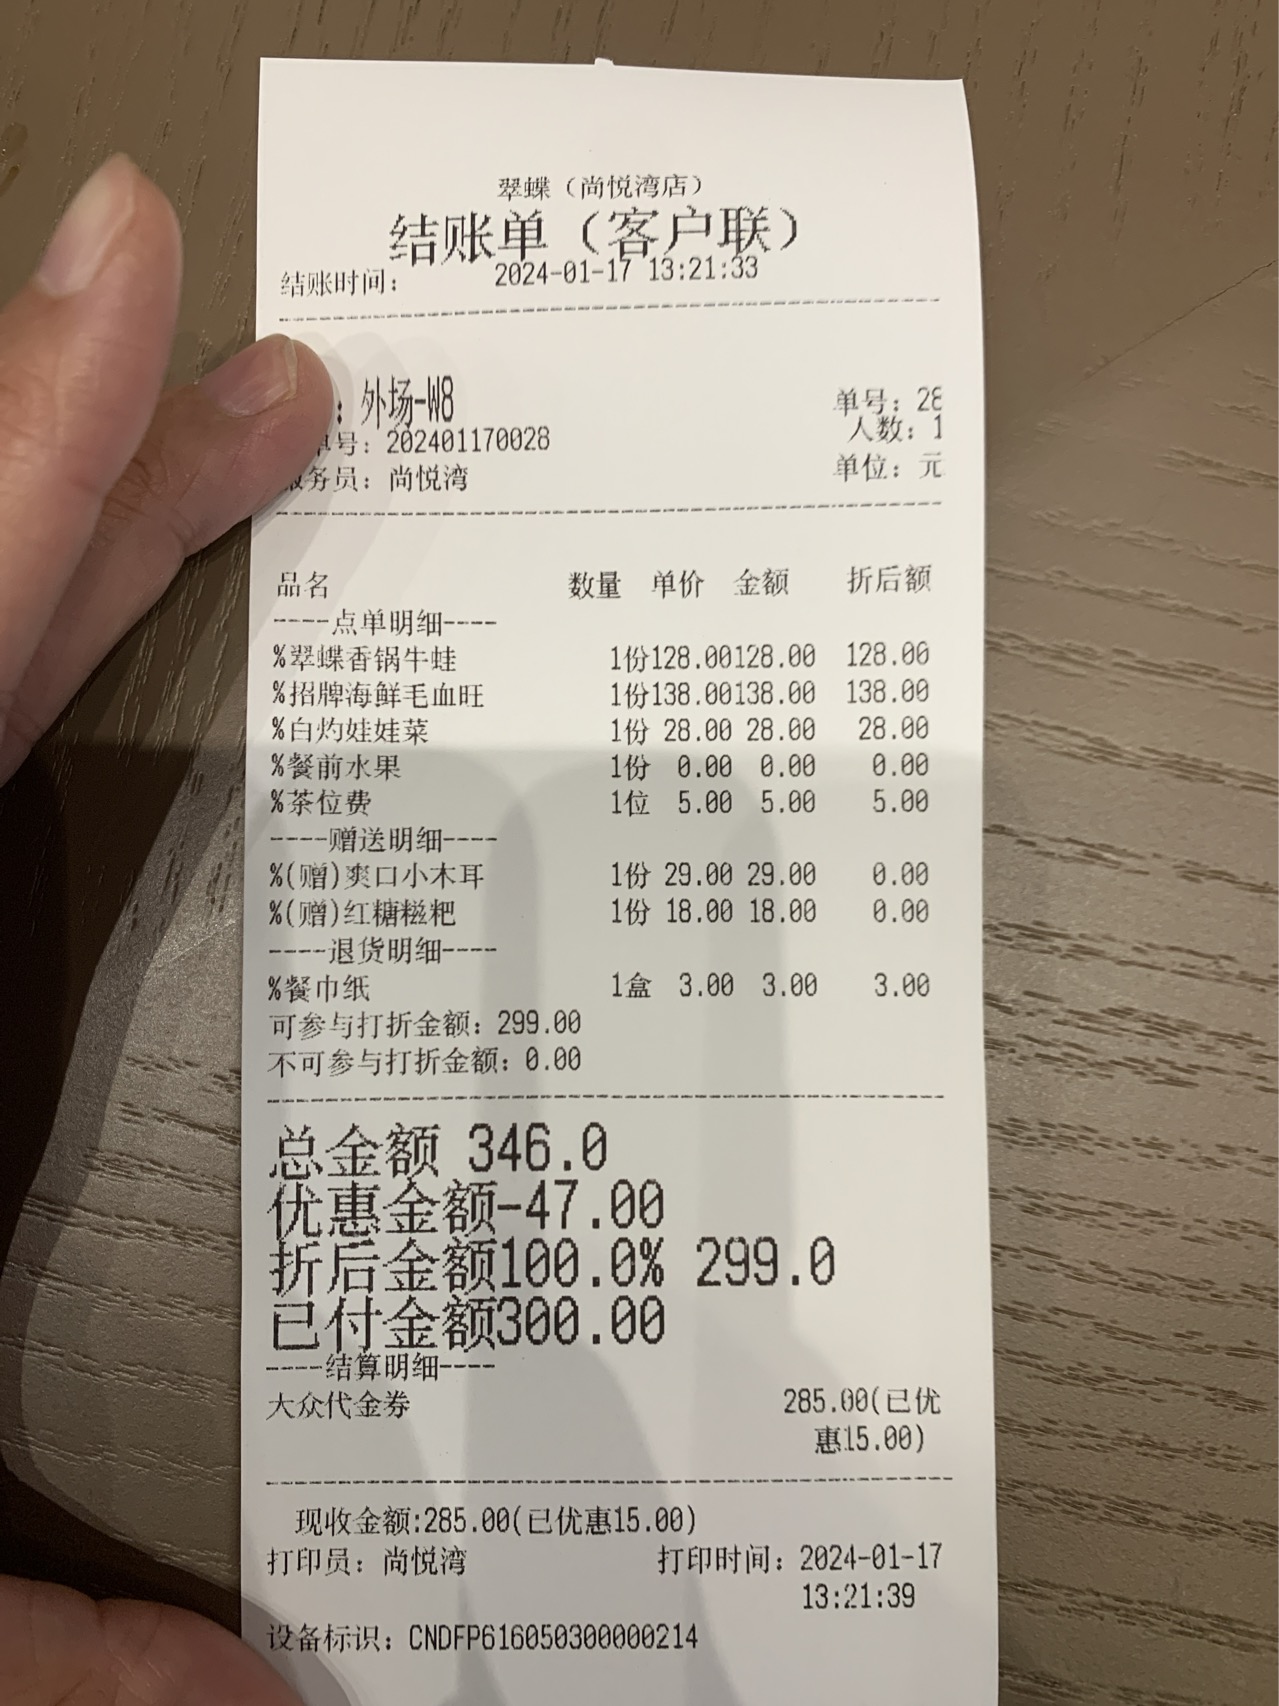 翠蝶（尚悦湾店）
结账单（客户联）
结账时间： 2024-01-17 13:21:33
：外场-W8
单号：28
单号：202401170028
人数：1
服务员：尚悦湾
单位：元
品名 数量 单价 金额 折后额
----点单明细----
%翠蝶香锅牛蛙 1份128.00128.00 128.00
%招牌海鲜毛血旺 1份138.00138.00 138.00
%白灼娃娃菜 1份 28.00 28.00 28.00
%餐前水果 1份 0.00 0.00 0.00
%茶位费 1位 5.00 5.00 5.00
----赠送明细----
%(赠)爽口小木耳 1份 29.00 29.00 0.00
%(赠)红糖糍粑 1份 18.00 18.00 0.00
----退货明细----
%餐巾纸 1盒 3.00 3.00 3.00
可参与打折金额：299.00
不可参与打折金额：0.00
总金额 346.0
优惠金额-47.00
折后金额100.0% 299.0
已付金额300.00
----结算明细----
大众代金券 285.00(已优
惠15.00)
现收金额:285.00(已优惠15.00)
打印员：尚悦湾 打印时间：2024-01-17
13:21:39
设备标识：CNDFP616050300000214